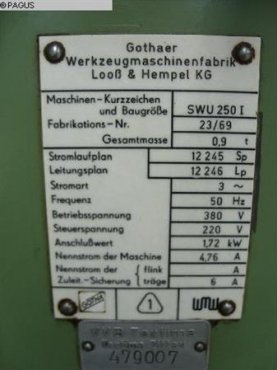 ©PAGUS
Gothaer
Werkzeugmaschinenfabrik
Looß & Hempel KG
Maschinen-Kurzzeichen
und Baugröße SWU 250 I
Fabrikations-Nr. 23/69
Gesamtmasse 0,9 t
Stromlaufplan 12 245 Sp
Leitungsplan 12 246 Lp
Stromart 3 ~
Frequenz 50 Hz
Betriebsspannung 380 V
Steuerspannung 220 V
Anschlußwert 1,72 kW
Nennstrom der Maschine 4,76 A
Nennstrom der flink A
Zuleit-Sicherung träge 6 A
1
479007